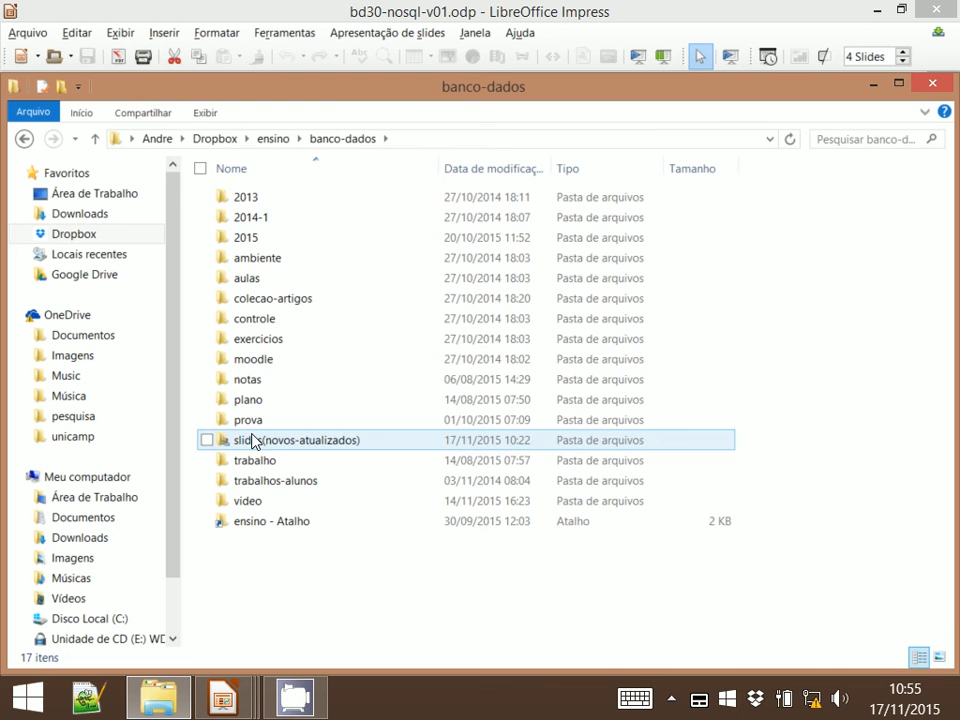 bd30-nosql-v01.odp - LibreOffice Impress
Arquivo Editar Exibir Inserir Formatar Ferramentas Apresentação de slides Janela Ajuda
4 Slides
banco-dados
Arquivo Início Compartilhar Exibir
Andre Dropbox ensino banco-dados Pesquisar banco-d...
Nome Data de modificaç... Tipo Tamanho
Favoritos
Área de Trabalho
Downloads
Dropbox
Locais recentes
Google Drive
OneDrive
Documentos
Imagens
Music
Música
pesquisa
unicamp
Meu computador
Área de Trabalho
Documentos
Downloads
Imagens
Músicas
Vídeos
Disco Local (C:)
Unidade de CD (E:) WD
2013 27/10/2014 18:11 Pasta de arquivos
2014-1 27/10/2014 18:07 Pasta de arquivos
2015 20/10/2015 11:52 Pasta de arquivos
ambiente 27/10/2014 18:03 Pasta de arquivos
aulas 27/10/2014 18:03 Pasta de arquivos
colecao-artigos 27/10/2014 18:20 Pasta de arquivos
controle 27/10/2014 18:03 Pasta de arquivos
exercicios 27/10/2014 18:03 Pasta de arquivos
moodle 27/10/2014 18:02 Pasta de arquivos
notas 06/08/2015 14:29 Pasta de arquivos
plano 14/08/2015 07:50 Pasta de arquivos
prova 01/10/2015 07:09 Pasta de arquivos
slides(novos-atualizados) 17/11/2015 10:22 Pasta de arquivos
trabalho 14/08/2015 07:57 Pasta de arquivos
trabalhos-alunos 03/11/2014 08:04 Pasta de arquivos
video 14/11/2015 16:23 Pasta de arquivos
ensino - Atalho 30/09/2015 12:03 Atalho 2 KB
17 itens
10:55
17/11/2015